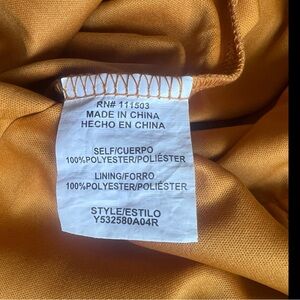 RN# 111503
MADE IN CHINA
HECHO EN CHINA
SELF/CUERPO
100%POLYESTER/POLIÉSTER
LINING/FORRO
100%POLYESTER/POLIÉSTER
STYLE/ESTILO
Y532580A04R